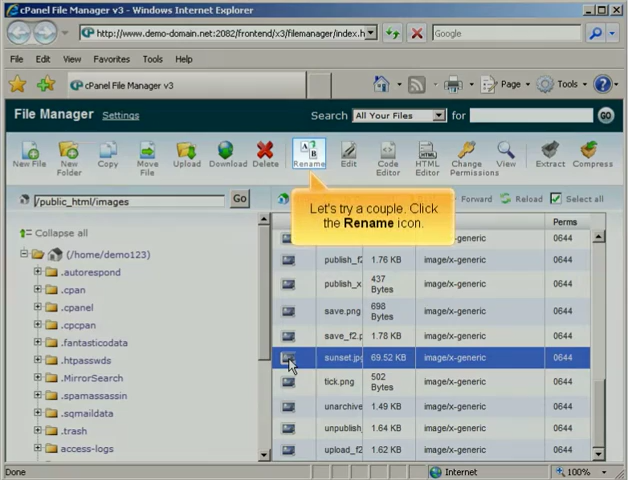 cPanel File Manager v3 - Windows Internet Explorer
http://www.demo-domain.net:2082/frontend/x3/filemanager/index.h
Google
File Edit View Favorites Tools Help
cPanel File Manager v3
Page Tools
File Manager Settings
Search All Your Files for GO
New File New Folder Copy Move File Upload Download Delete Rename Edit Code Editor HTML Editor Change Permissions View Extract Compress
/public_html/images Go
Forward Reload Select all
Let's try a couple. Click
the Rename icon.
Collapse all
(/home/demo123)
.autorespond
.cpan
.cpanel
.cpcpan
.fantasticodata
.htpasswds
.MirrorSearch
.spamassassin
.sqmaildata
.trash
access-logs
Perms
e/x-generic 0644
publish_f2 1.76 KB image/x-generic 0644
publish_x 437 Bytes image/x-generic 0644
save.png 698 Bytes image/x-generic 0644
save_f2.p 1.78 KB image/x-generic 0644
sunset.jpg 69.52 KB image/x-generic 0644
tick.png 502 Bytes image/x-generic 0644
unarchive 1.49 KB image/x-generic 0644
unpublish_ 1.64 KB image/x-generic 0644
upload_f2 1.62 KB image/x-generic 0644
Done
Internet
100%